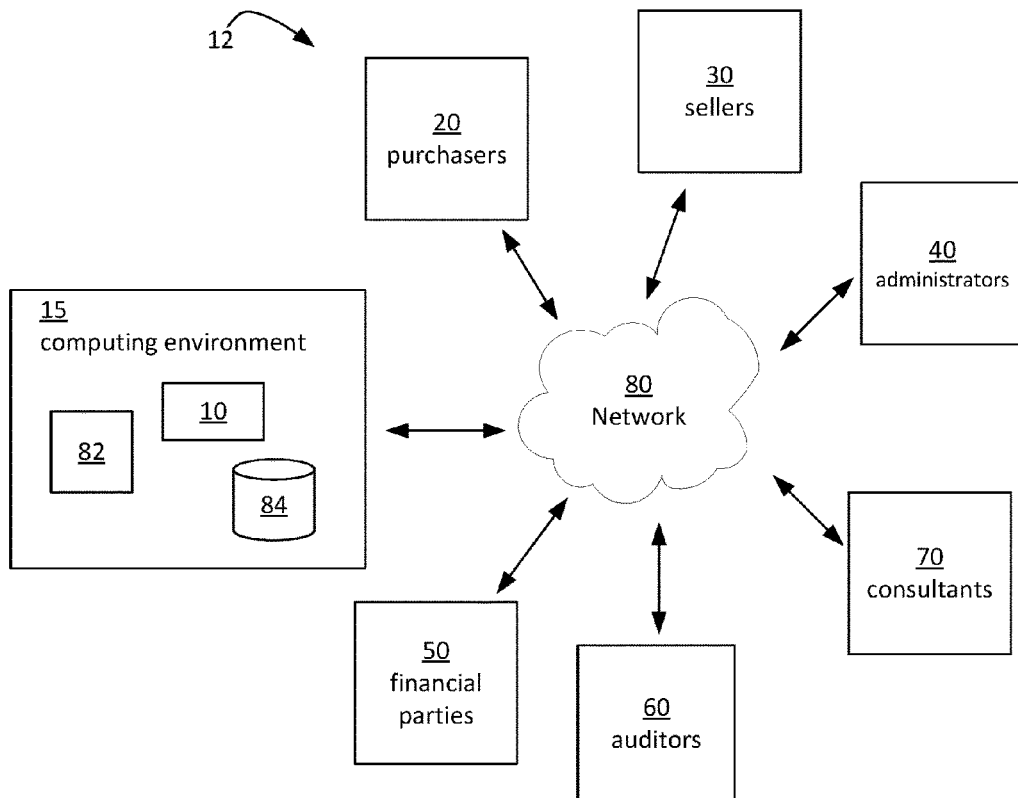 12
20
purchasers
30
sellers
40
administrators
15
computing environment
10
82
84
80
Network
70
consultants
50
financial
parties
60
auditors